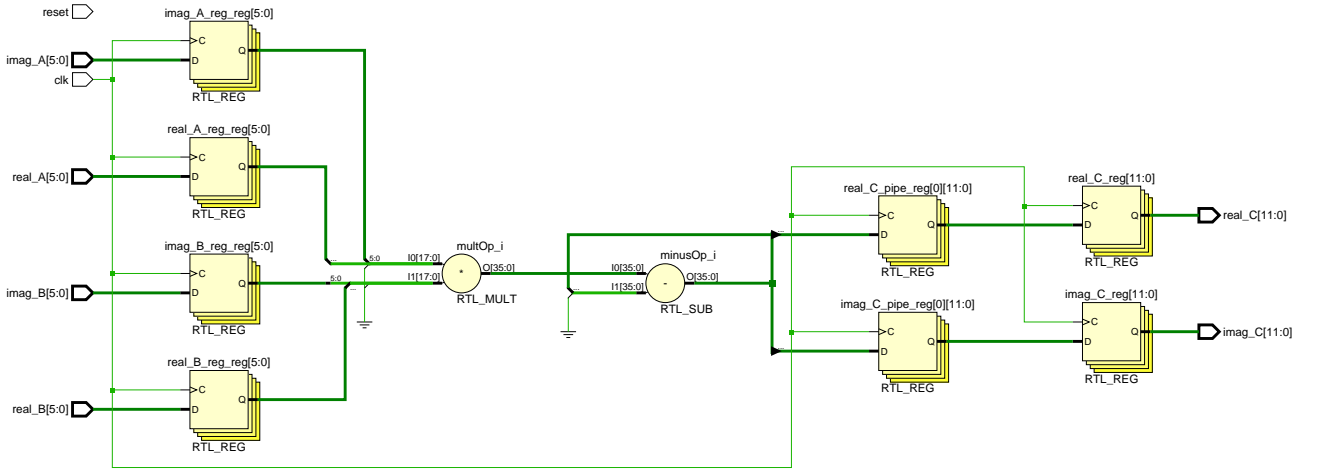 reset
imag_A_reg_reg[5:0]
C
Q
imag_A[5:0]
D
clk
RTL_REG
real_A_reg_reg[5:0]
C
Q
real_A[5:0]
D
RTL_REG
real_C_pipe_reg[0][11:0]
real_C_reg[11:0]
C
Q
D
RTL_REG
C
Q
D
RTL_REG
real_C[11:0]
imag_B_reg_reg[5:0]
C
Q
imag_B[5:0]
D
RTL_REG
...
5:0
5:0
...
I0[17:0]
I1[17:0]
multOp_i
*
O[35:0]
RTL_MULT
...
minusOp_i
I0[35:0]
I1[35:0]
-
O[35:0]
RTL_SUB
...
...
imag_C_pipe_reg[0][11:0]
imag_C_reg[11:0]
C
Q
D
RTL_REG
C
Q
D
RTL_REG
imag_C[11:0]
real_B_reg_reg[5:0]
C
Q
real_B[5:0]
D
RTL_REG